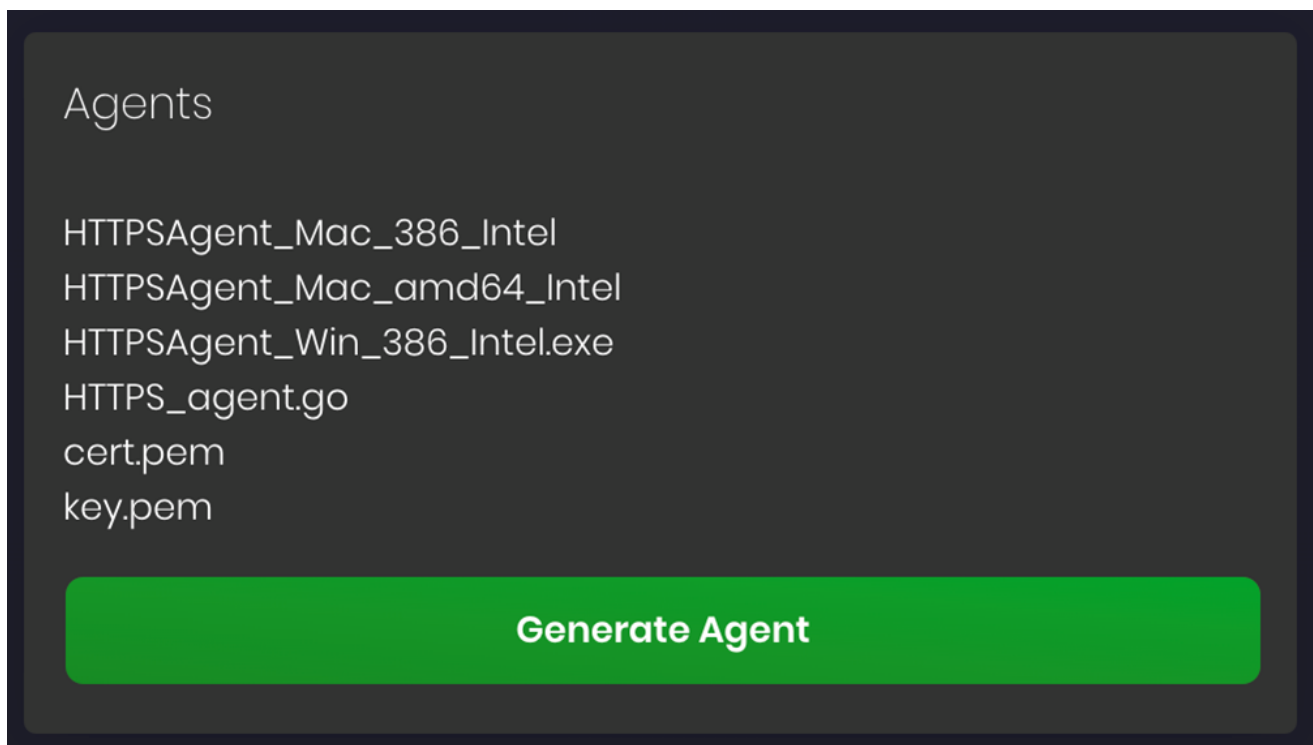 Agents
HTTPSAgent_Mac_386_Intel
HTTPSAgent_Mac_amd64_Intel
HTTPSAgent_Win_386_Intel.exe
HTTPS_agent.go
cert.pem
key.pem
Generate Agent